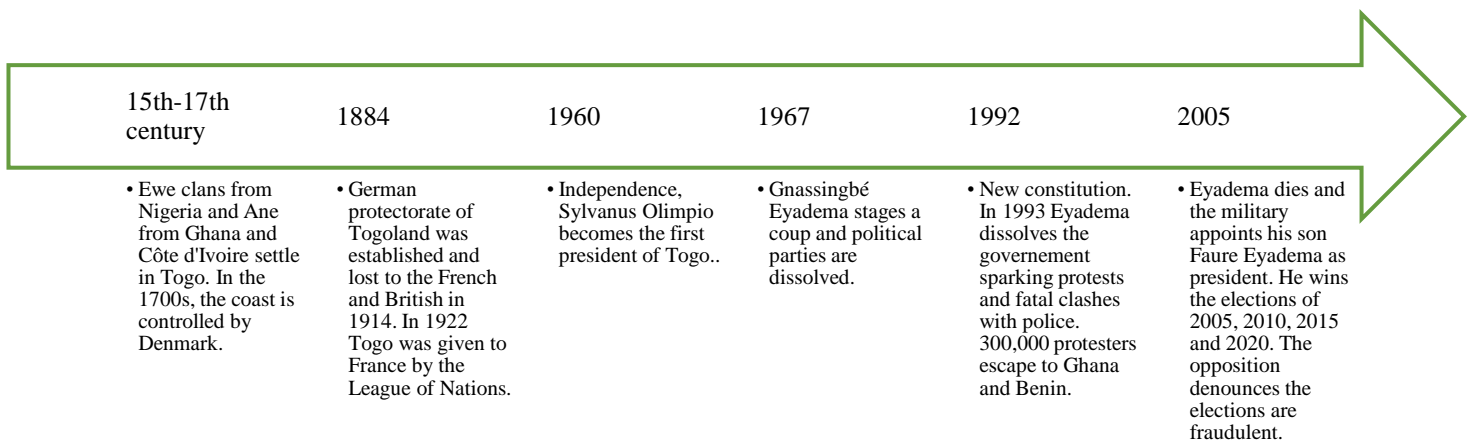 15th-17th
century
1884
1960
1967
1992
2005
• Ewe clans from
Nigeria and Ane
from Ghana and
Côte d'Ivoire settle
in Togo. In the
1700s, the coast is
controlled by
Denmark.
• German
protectorate of
Togoland was
established and
lost to the French
and British in
1914. In 1922
Togo was given to
France by the
League of Nations.
• Independence,
Sylvanus Olimpio
becomes the first
president of Togo..
• Gnassingbé
Eyadema stages a
coup and political
parties are
dissolved.
• New constitution.
In 1993 Eyadema
dissolves the
governement
sparking protests
and fatal clashes
with police.
300,000 protesters
escape to Ghana
and Benin.
• Eyadema dies and
the military
appoints his son
Faure Eyadema as
president. He wins
the elections of
2005, 2010, 2015
and 2020. The
opposition
denounces the
elections are
fraudulent.